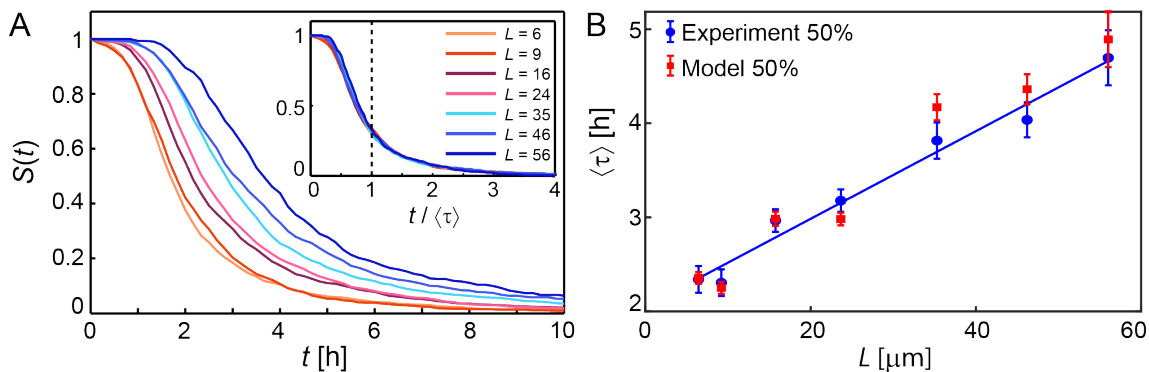 A
S(t)
1
0.8
0.6
0.4
0.2
0
0 2 4 6 8 10
t [h]
1
0.5
0
0 1 2 3 4
t / ⟨τ⟩
L = 6
L = 9
L = 16
L = 24
L = 35
L = 46
L = 56
B
⟨τ⟩ [h]
5
4
3
2
0 20 40 60
L [μm]
Experiment 50%
Model 50%